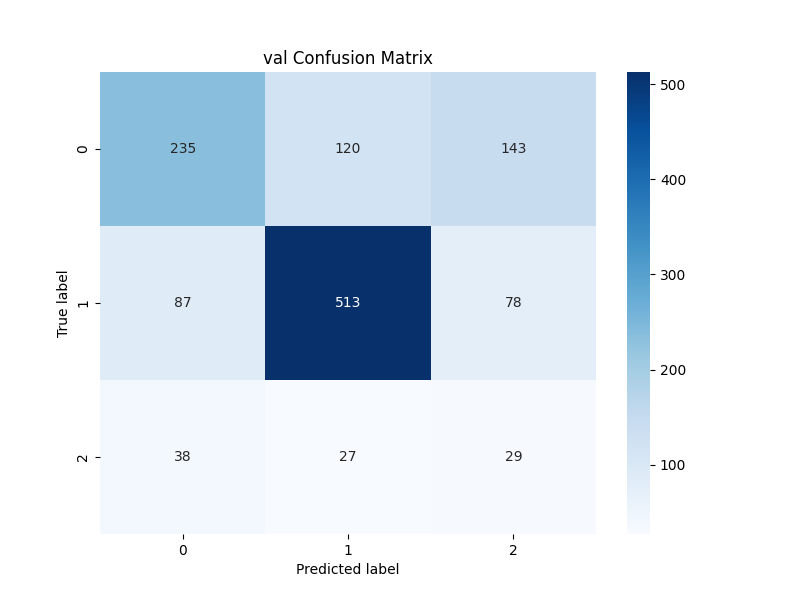 val Confusion Matrix
0 235 120 143
1 87 513 78
2 38 27 29
0 1 2
True label
Predicted label
500
400
300
200
100